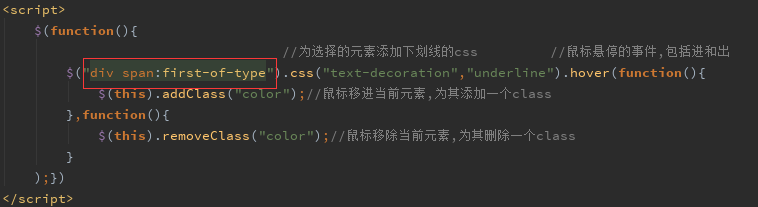 <script>
$(function(){
//为选择的元素添加下划线的css //鼠标悬停的事件,包括进和出
$("div span:first-of-type").css("text-decoration","underline").hover(function(){
$(this).addClass("color");//鼠标移进当前元素,为其添加一个class
},function(){
$(this).removeClass("color");//鼠标移除当前元素,为其删除一个class
}
);})
</script>